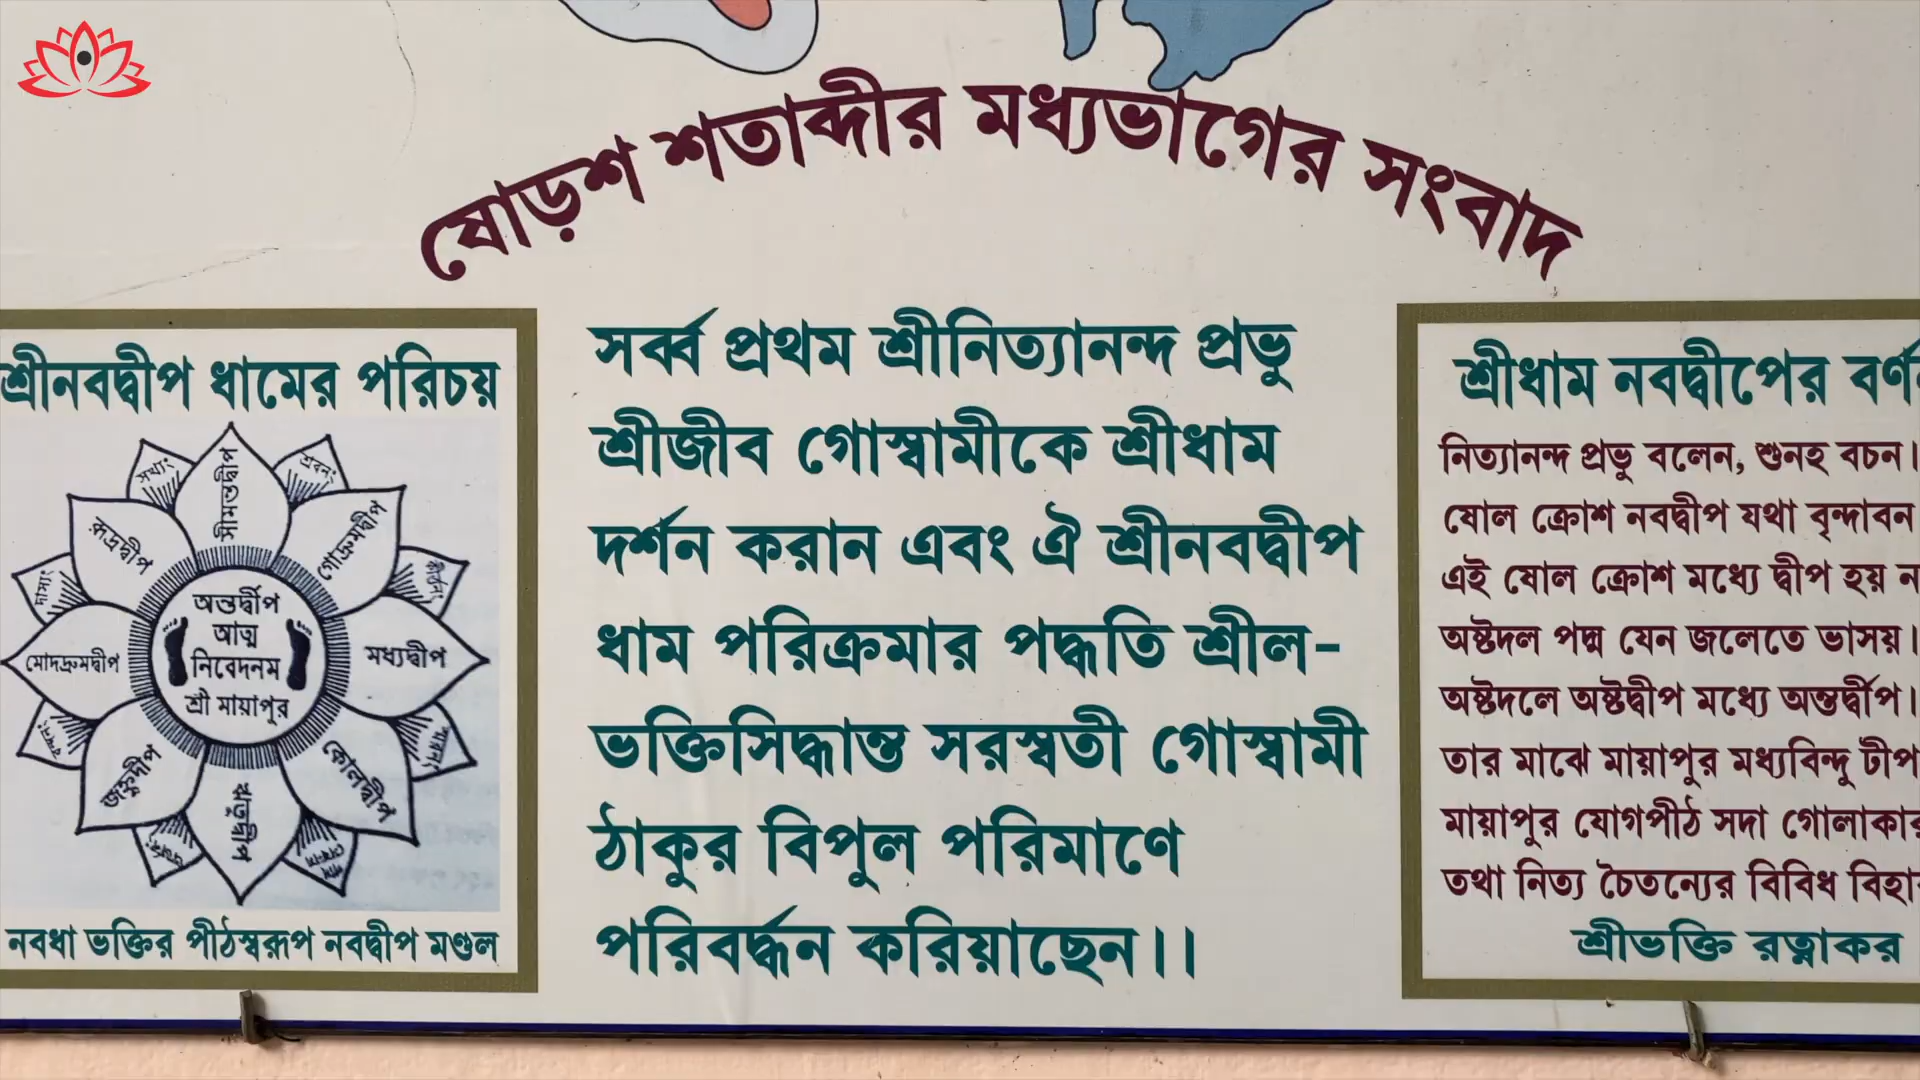 ষোড়শ শতাব্দীর মধ্যভাগের সংবাদ
শ্রীনবদ্বীপ ধামের পরিচয়
সীমন্তদ্বীপ
শ্রবনং
গোদ্রুমদ্বীপ
কীর্তনং
মধ্যদ্বীপ
স্মরনং
কোলদ্বীপ
ঋতুদ্বীপ
জহ্নুদ্বীপ
মোদদ্রুমদ্বীপ
দাস্যং
রূদ্রদ্বীপ
সখ্যং
অন্তর্দ্বীপ
আত্ম
নিবেদনম
শ্রী মায়াপুর
নবধা ভক্তির পীঠস্বরূপ নবদ্বীপ মণ্ডল
সর্ব্ব প্রথম শ্রীনিত্যানন্দ প্রভু
শ্রীজীব গোস্বামীকে শ্রীধাম
দর্শন করান এবং ঐ শ্রীনবদ্বীপ
ধাম পরিক্রমার পদ্ধতি শ্রীল-
ভক্তিসিদ্ধান্ত সরস্বতী গোস্বামী
ঠাকুর বিপুল পরিমাণে
পরিবর্দ্ধন করিয়াছেন।।
শ্রীধাম নবদ্বীপের
নিত্যানন্দ প্রভু বলেন, শুনহ বচন।
ষোল ক্রোশ নবদ্বীপ যথা বৃন্দাবন
এই ষোল ক্রোশ মধ্যে দ্বীপ হয়
অষ্টদল পদ্ম যেন জলেতে ভাসয়।
অষ্টদলে অষ্টদ্বীপ মধ্যে অন্তর্দ্বীপ।
তার মাঝে মায়াপুর মধ্যবিন্দু টীপ
মায়াপুর যোগপীঠ সদা গোলাকার
তথা নিত্য চৈতন্যের বিবিধ বিহার
শ্রীভক্তি রত্নাকর